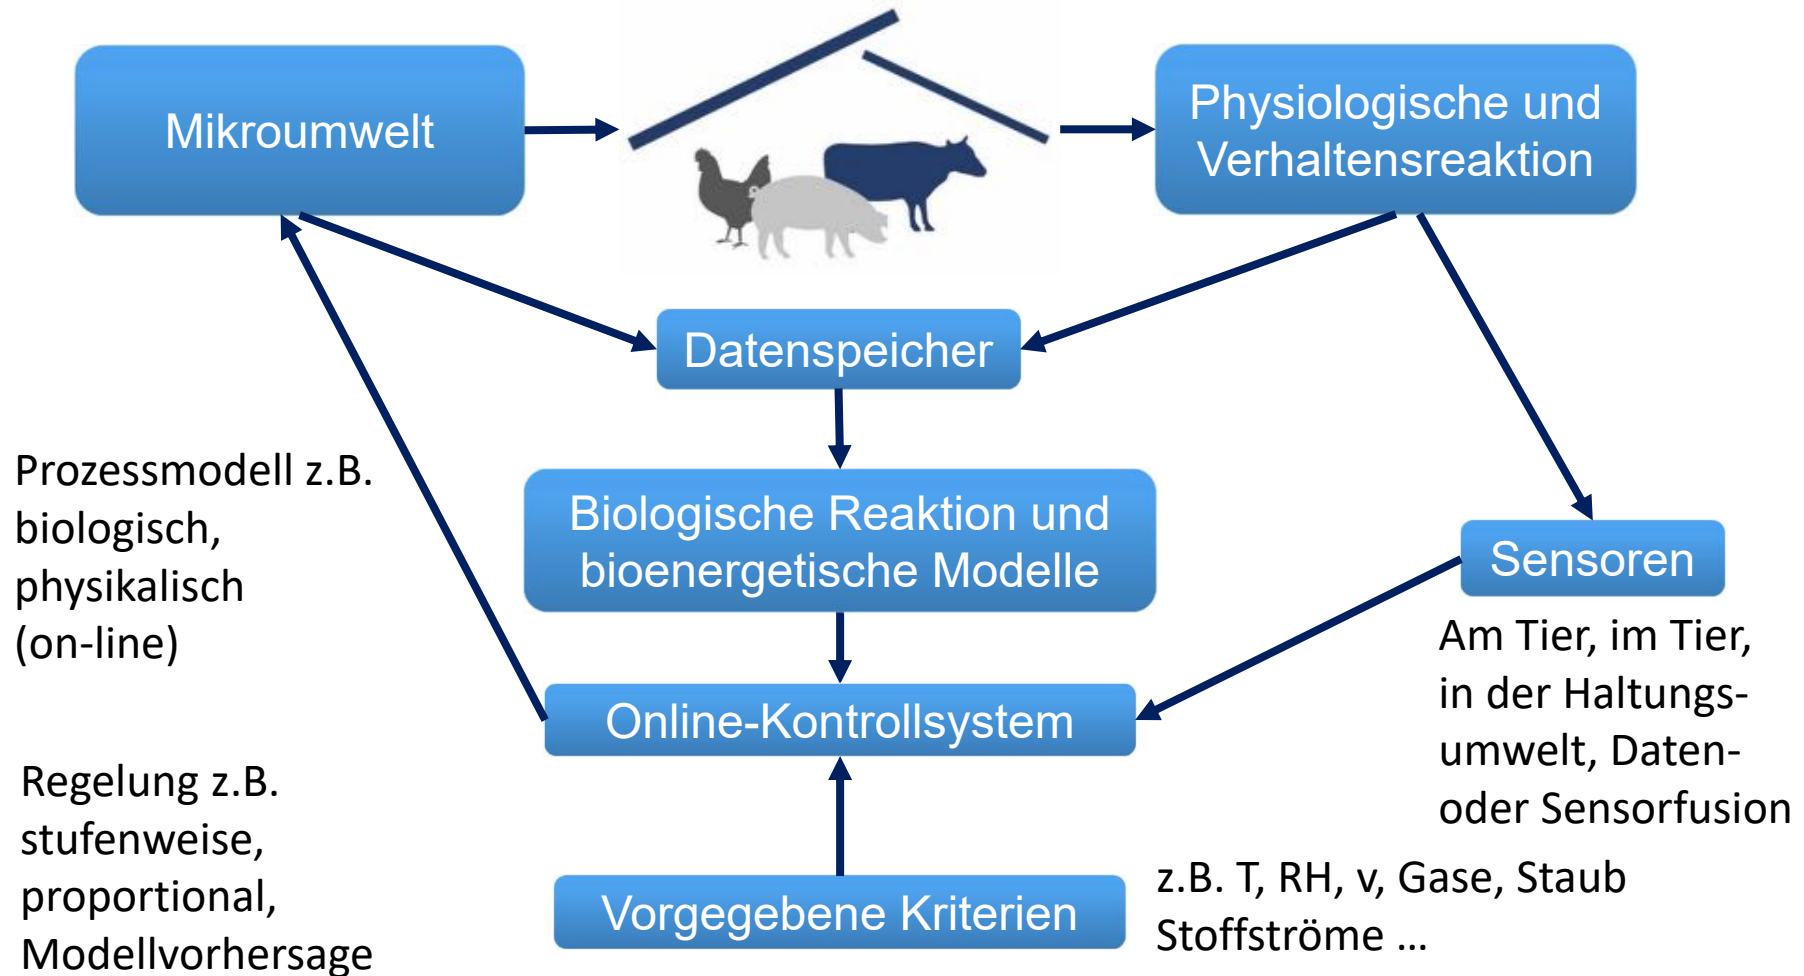 Mikroumwelt
Physiologische und
Verhaltensreaktion
Datenspeicher
Prozessmodell z.B.
biologisch,
physikalisch
(on-line)
Biologische Reaktion und
bioenergetische Modelle
Sensoren
Am Tier, im Tier,
in der Haltungs-
umwelt, Daten-
oder Sensorfusion
Online-Kontrollsystem
Regelung z.B.
stufenweise,
proportional,
Modellvorhersage
Vorgegebene Kriterien
z.B. T, RH, v, Gase, Staub
Stoffströme ...